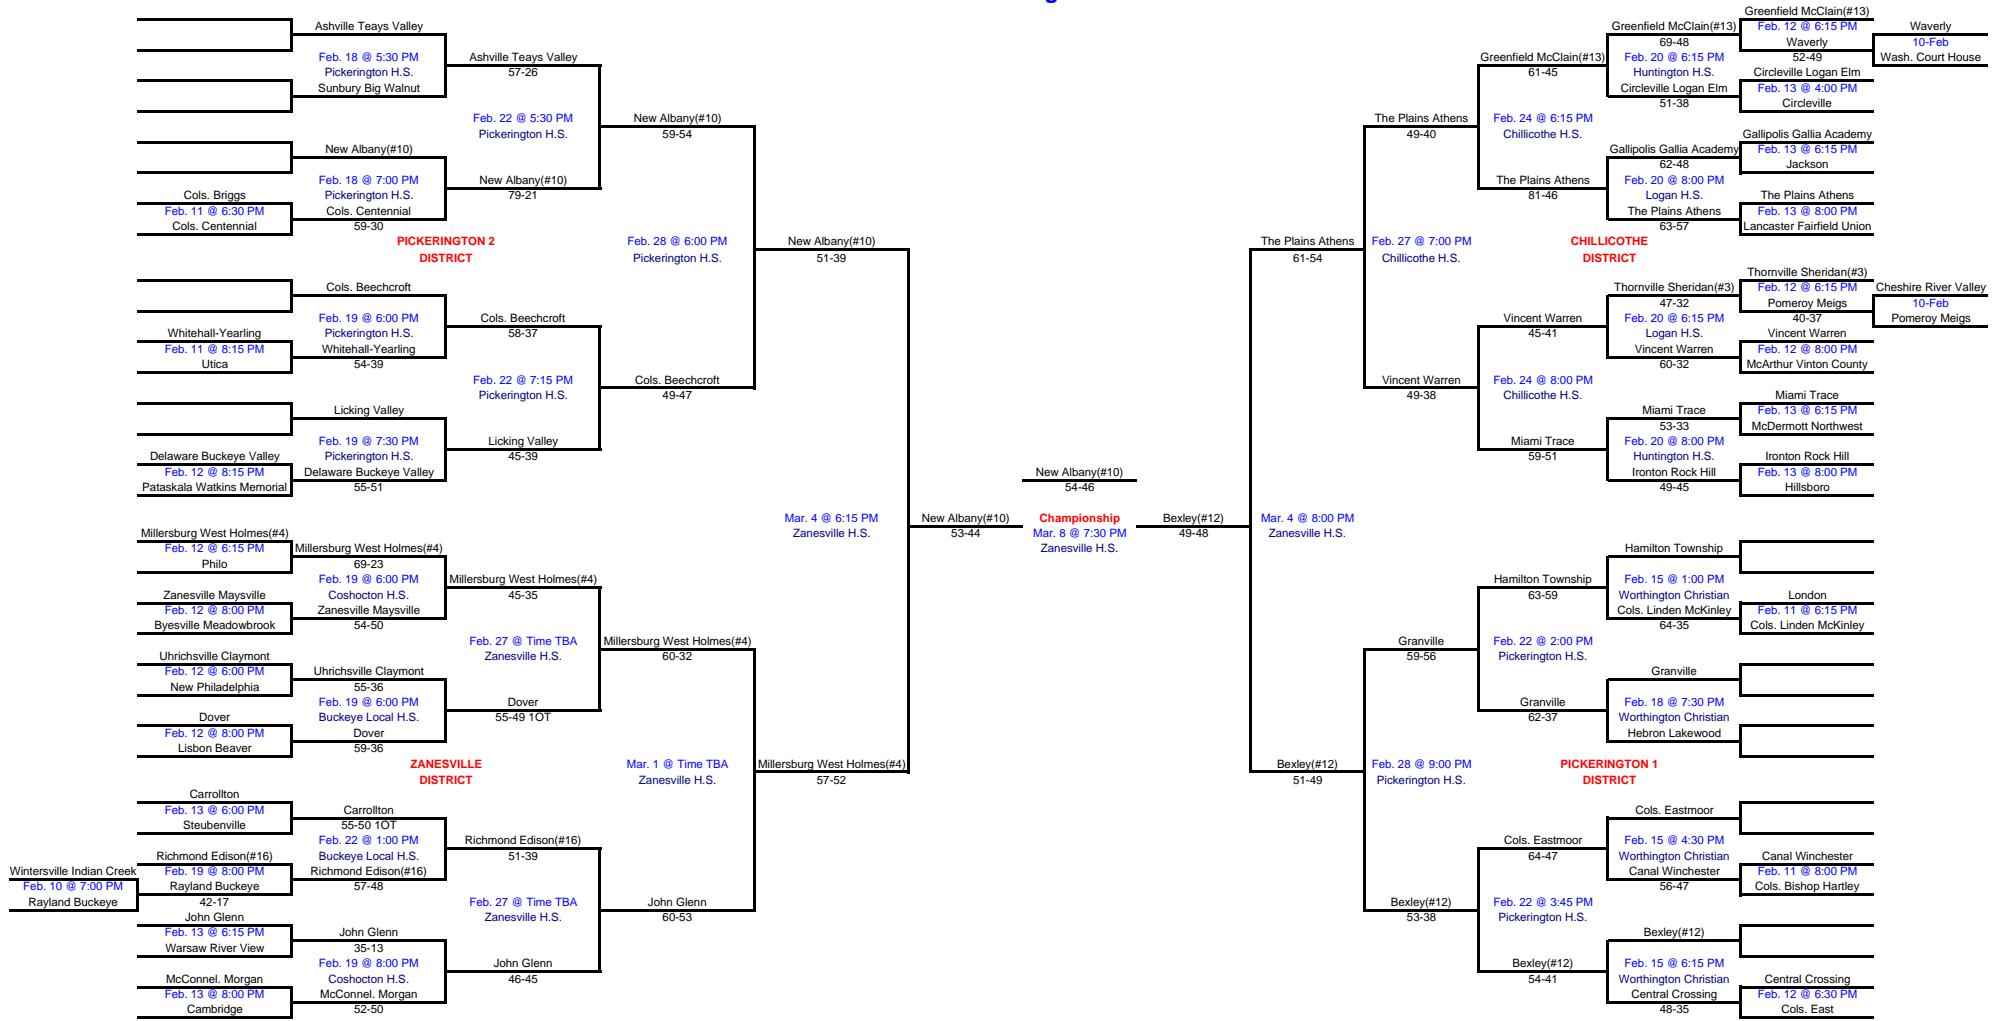 Ashville Teays Valley
Feb. 18 @ 5:30 PM
Pickerington H.S.
Sunbury Big Walnut
Ashville Teays Valley
57-26
Feb. 22 @ 5:30 PM
Pickerington H.S.
New Albany(#10)
Feb. 18 @ 7:00 PM
Pickerington H.S.
Cols. Briggs
Feb. 11 @ 6:30 PM
Cols. Centennial
Cols. Centennial
59-30
New Albany(#10)
79-21
New Albany(#10)
59-54
PICKERINGTON 2
DISTRICT
Feb. 28 @ 6:00 PM
Pickerington H.S.
New Albany(#10)
51-39
Cols. Beechcroft
Feb. 19 @ 6:00 PM
Pickerington H.S.
Whitehall-Yearling
Feb. 11 @ 8:15 PM
Utica
Whitehall-Yearling
54-39
Cols. Beechcroft
58-37
Feb. 22 @ 7:15 PM
Pickerington H.S.
Cols. Beechcroft
49-47
Licking Valley
Feb. 19 @ 7:30 PM
Pickerington H.S.
Delaware Buckeye Valley
Feb. 12 @ 8:15 PM
Pataskala Watkins Memorial
Delaware Buckeye Valley
55-51
Licking Valley
45-39
Mar. 4 @ 6:15 PM
Zanesville H.S.
New Albany(#10)
53-44
Millersburg West Holmes(#4)
Feb. 12 @ 6:15 PM
Philo
Millersburg West Holmes(#4)
69-23
Feb. 19 @ 6:00 PM
Coshocton H.S.
Zanesville Maysville
Feb. 12 @ 8:00 PM
Byesville Meadowbrook
Zanesville Maysville
54-50
Millersburg West Holmes(#4)
45-35
Feb. 27 @ Time TBA
Zanesville H.S.
Millersburg West Holmes(#4)
60-32
Uhrichsville Claymont
Feb. 12 @ 6:00 PM
New Philadelphia
Uhrichsville Claymont
55-36
Feb. 19 @ 6:00 PM
Buckeye Local H.S.
Dover
Feb. 12 @ 8:00 PM
Lisbon Beaver
Dover
59-36
Dover
55-49 1OT
ZANESVILLE
DISTRICT
Mar. 1 @ Time TBA
Zanesville H.S.
Millersburg West Holmes(#4)
57-52
Carrollton
Feb. 13 @ 6:00 PM
Steubenville
Carrollton
55-50 1OT
Feb. 22 @ 1:00 PM
Buckeye Local H.S.
Richmond Edison(#16)
Feb. 19 @ 8:00 PM
Wintersville Indian Creek
Feb. 10 @ 7:00 PM
Rayland Buckeye
Rayland Buckeye
42-17
Richmond Edison(#16)
57-48
Richmond Edison(#16)
51-39
Feb. 27 @ Time TBA
Zanesville H.S.
John Glenn
60-53
John Glenn
Feb. 13 @ 6:15 PM
Warsaw River View
John Glenn
35-13
Feb. 19 @ 8:00 PM
Coshocton H.S.
McConnel. Morgan
Feb. 13 @ 8:00 PM
Cambridge
McConnel. Morgan
52-50
John Glenn
46-45
New Albany(#10)
54-46
Championship
Mar. 8 @ 7:30 PM
Zanesville H.S.
Bexley(#12)
49-48
Mar. 4 @ 8:00 PM
Zanesville H.S.
Greenfield McClain(#13)
Feb. 12 @ 6:15 PM
Waverly
52-49
Waverly
10-Feb
Wash. Court House
Greenfield McClain(#13)
69-48
Feb. 20 @ 6:15 PM
Huntington H.S.
Circleville Logan Elm
Feb. 13 @ 4:00 PM
Circleville
Circleville Logan Elm
51-38
Greenfield McClain(#13)
61-45
Feb. 24 @ 6:15 PM
Chillicothe H.S.
The Plains Athens
49-40
Gallipolis Gallia Academy
Feb. 13 @ 6:15 PM
Jackson
Gallipolis Gallia Academy
62-48
Feb. 20 @ 8:00 PM
Logan H.S.
The Plains Athens
Feb. 13 @ 8:00 PM
Lancaster Fairfield Union
The Plains Athens
63-57
The Plains Athens
81-46
The Plains Athens
61-54
Feb. 27 @ 7:00 PM
Chillicothe H.S.
CHILLICOTHE
DISTRICT
Thornville Sheridan(#3)
Feb. 12 @ 6:15 PM
Pomeroy Meigs
40-37
Cheshire River Valley
10-Feb
Pomeroy Meigs
Thornville Sheridan(#3)
47-32
Feb. 20 @ 6:15 PM
Logan H.S.
Vincent Warren
Feb. 12 @ 8:00 PM
McArthur Vinton County
Vincent Warren
60-32
Vincent Warren
45-41
Feb. 24 @ 8:00 PM
Chillicothe H.S.
Vincent Warren
49-38
Miami Trace
Feb. 13 @ 6:15 PM
McDermott Northwest
Miami Trace
53-33
Feb. 20 @ 8:00 PM
Huntington H.S.
Ironton Rock Hill
Feb. 13 @ 8:00 PM
Hillsboro
Ironton Rock Hill
49-45
Miami Trace
59-51
Hamilton Township
Feb. 15 @ 1:00 PM
Worthington Christian
London
Feb. 11 @ 6:15 PM
Cols. Linden McKinley
Cols. Linden McKinley
64-35
Hamilton Township
63-59
Feb. 22 @ 2:00 PM
Pickerington H.S.
Granville
59-56
Granville
Feb. 18 @ 7:30 PM
Worthington Christian
Hebron Lakewood
Granville
62-37
Bexley(#12)
51-49
Feb. 28 @ 9:00 PM
Pickerington H.S.
PICKERINGTON 1
DISTRICT
Cols. Eastmoor
Feb. 15 @ 4:30 PM
Worthington Christian
Canal Winchester
Feb. 11 @ 8:00 PM
Cols. Bishop Hartley
Canal Winchester
56-47
Cols. Eastmoor
64-47
Feb. 22 @ 3:45 PM
Pickerington H.S.
Bexley(#12)
53-38
Bexley(#12)
Feb. 15 @ 6:15 PM
Worthington Christian
Central Crossing
Feb. 12 @ 6:30 PM
Cols. East
Central Crossing
48-35
Bexley(#12)
54-41